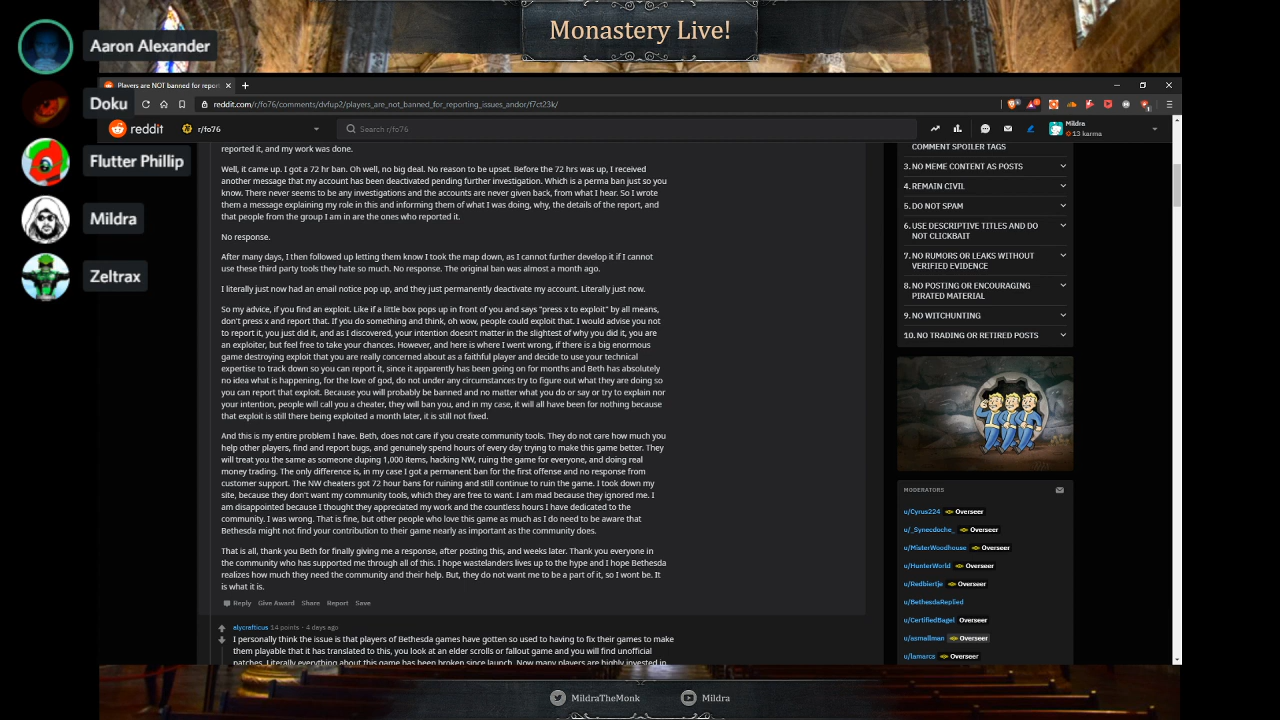 Monastery Live!
Aaron Alexander
Doku
Flutter Phillip
Mildra
Zeltrax
Players are NOT banned for report
reddit.com/r/fo76/comments/dvfup2/players_are_not_banned_for_reporting_issues_andor/f7ct23k/
reddit
r/fo76
Search r/fo76
Mildra
13 karma
reported it, and my work was done.
Well, it came up. I got a 72 hr ban. Oh well, no big deal. No reason to be upset. Before the 72 hrs was up, I received
another message that my account has been deactivated pending further investigation. Which is a perma ban just so you
know. There never seems to be any investigations and the accounts are never given back, from what I hear. So I wrote
them a message explaining my role in this and informing them of what I was doing, why, the details of the report, and
that people from the group I am in are the ones who reported it.
No response.
After many days, I then followed up letting them know I took the map down, as I cannot further develop it if I cannot
use these third party tools they hate so much. No response. The original ban was almost a month ago.
I literally just now had an email notice pop up, and they just permanently deactivate my account. Literally just now.
So my advice, if you find an exploit. Like if a little box pops up in front of you and says "press x to exploit" by all means,
don't press x and report that. If you do something and think, oh wow, people could exploit that. I would advise you not
to report it, you just did it, and as I discovered, your intention doesn't matter in the slightest of why you did it, you are
an exploiter, but feel free to take your chances. However, and here is where I went wrong, if there is a big enormous
game destroying exploit that you are really concerned about as a faithful player and decide to use your technical
expertise to track down so you can report it, since it apparently has been going on for months and Beth has absolutely
no idea what is happening, for the love of god, do not under any circumstances try to figure out what they are doing so
you can report that exploit. Because you will probably be banned and no matter what you do or say or try to explain nor
your intention, people will call you a cheater, they will ban you, and in my case, it will all have been for nothing because
that exploit is still there being exploited a month later, it is still not fixed.
And this is my entire problem I have. Beth, does not care if you create community tools. They do not care how much you
help other players, find and report bugs, and genuinely spend hours of every day trying to make this game better. They
will treat you the same as someone duping 1,000 items, hacking NW, ruing the game for everyone, and doing real
money trading. The only difference is, in my case I got a permanent ban for the first offense and no response from
customer support. The NW cheaters got 72 hour bans for ruining and still continue to ruin the game. I took down my
site, because they don't want my community tools, which they are free to want. I am mad because they ignored me. I
am disappointed because I thought they appreciated my work and the countless hours I have dedicated to the
community. I was wrong. That is fine, but other people who love this game as much as I do need to be aware that
Bethesda might not find your contribution to their game nearly as important as the community does.
That is all, thank you Beth for finally giving me a response, after posting this, and weeks later. Thank you everyone in
the community who has supported me through all of this. I hope wastelanders lives up to the hype and I hope Bethesda
realizes how much they need the community and their help. But, they do not want me to be a part of it, so I wont be. It
is what it is.
Reply Give Award Share Report Save
alycrafticus 14 points · 4 days ago
I personally think the issue is that players of Bethesda games have gotten so used to having to fix their games to make
them playable that it has translated to this, you look at an elder scrolls or fallout game and you will find unofficial
patches. Literally everything about this game has been broken since launch. Now many players are highly invested in
COMMENT SPOILER TAGS
3. NO MEME CONTENT AS POSTS
4. REMAIN CIVIL
5. DO NOT SPAM
6. USE DESCRIPTIVE TITLES AND DO
NOT CLICKBAIT
7. NO RUMORS OR LEAKS WITHOUT
VERIFIED EVIDENCE
8. NO POSTING OR ENCOURAGING
PIRATED MATERIAL
9. NO WITCHUNTING
10. NO TRADING OR RETIRED POSTS
MODERATORS
u/Cyrus224 Overseer
u/_Synecdoche_ Overseer
u/MisterWoodhouse Overseer
u/HunterWorld Overseer
u/Redbiertje Overseer
u/BethesdaReplied
u/CertifiedBagel Overseer
u/asmallman Overseer
u/lamarcs Overseer
MildraTheMonk
Mildra